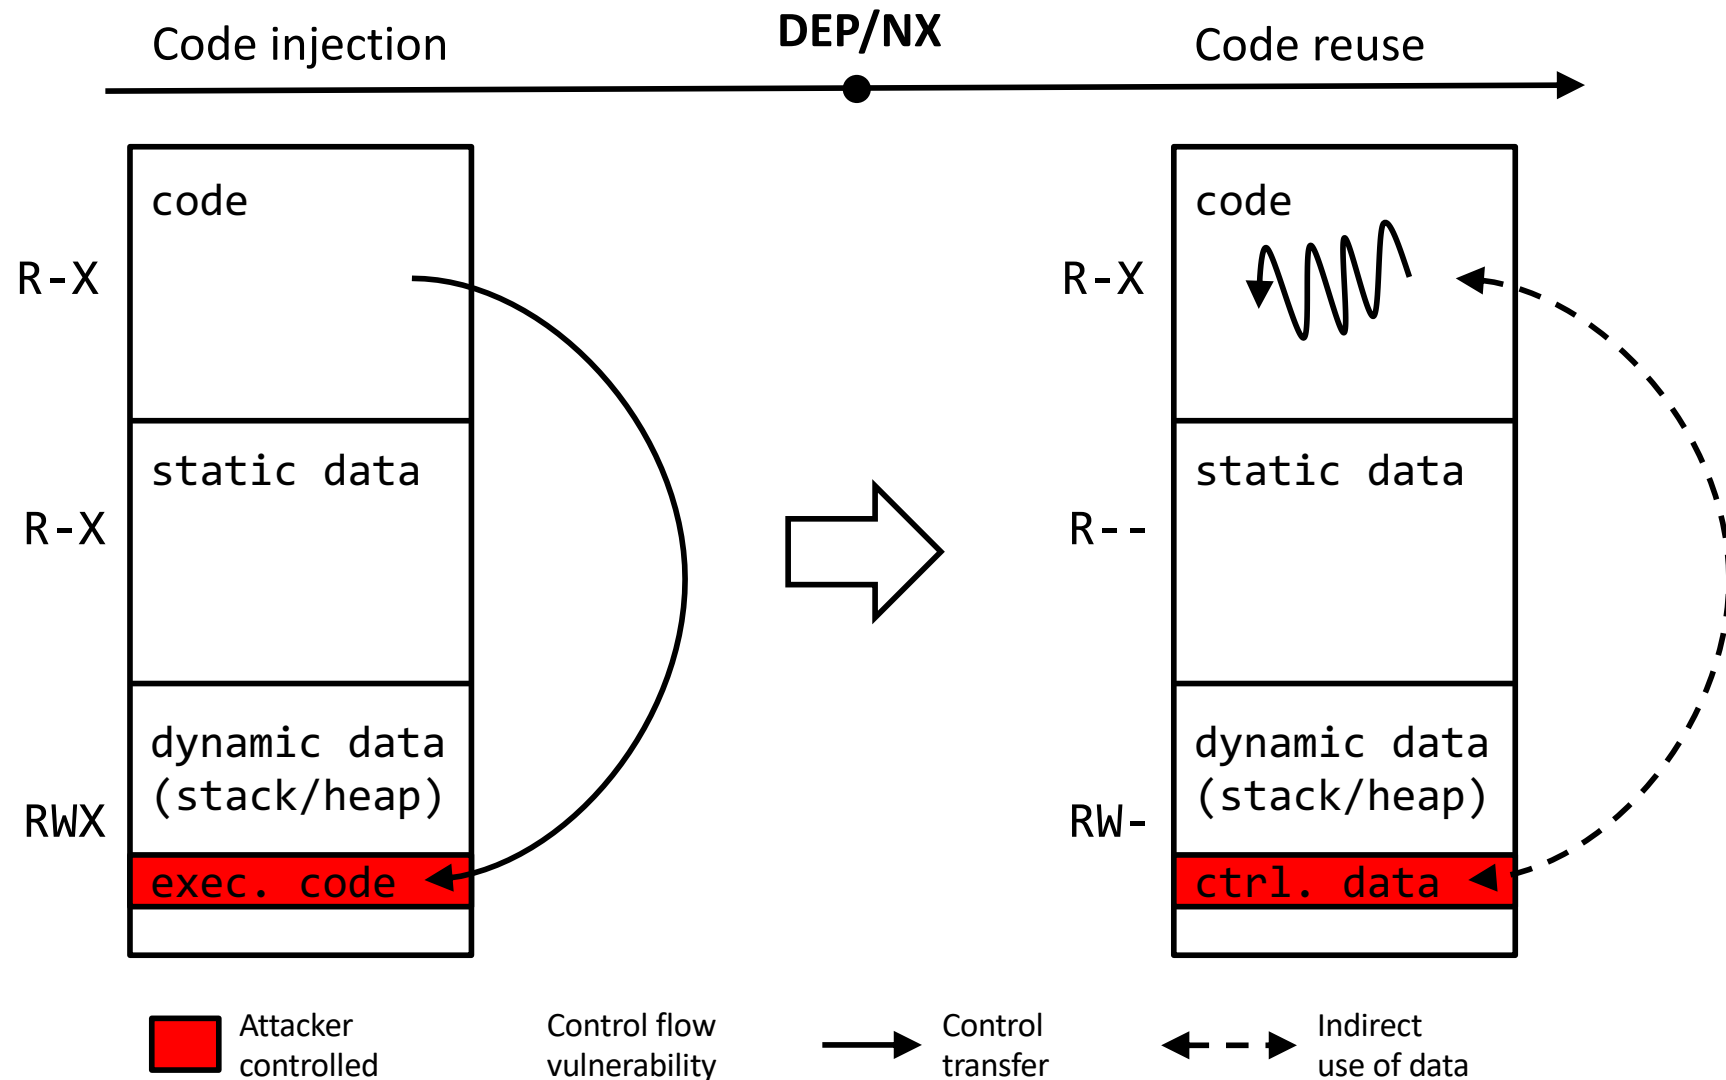 Code injection
DEP/NX
Code reuse
code
R-X
static data
R-X
dynamic data
(stack/heap)
RWX
exec. code
code
R-X
static data
R--
dynamic data
(stack/heap)
RW-
ctrl. data
Attacker
controlled
Control flow
vulnerability
Control
transfer
Indirect
use of data